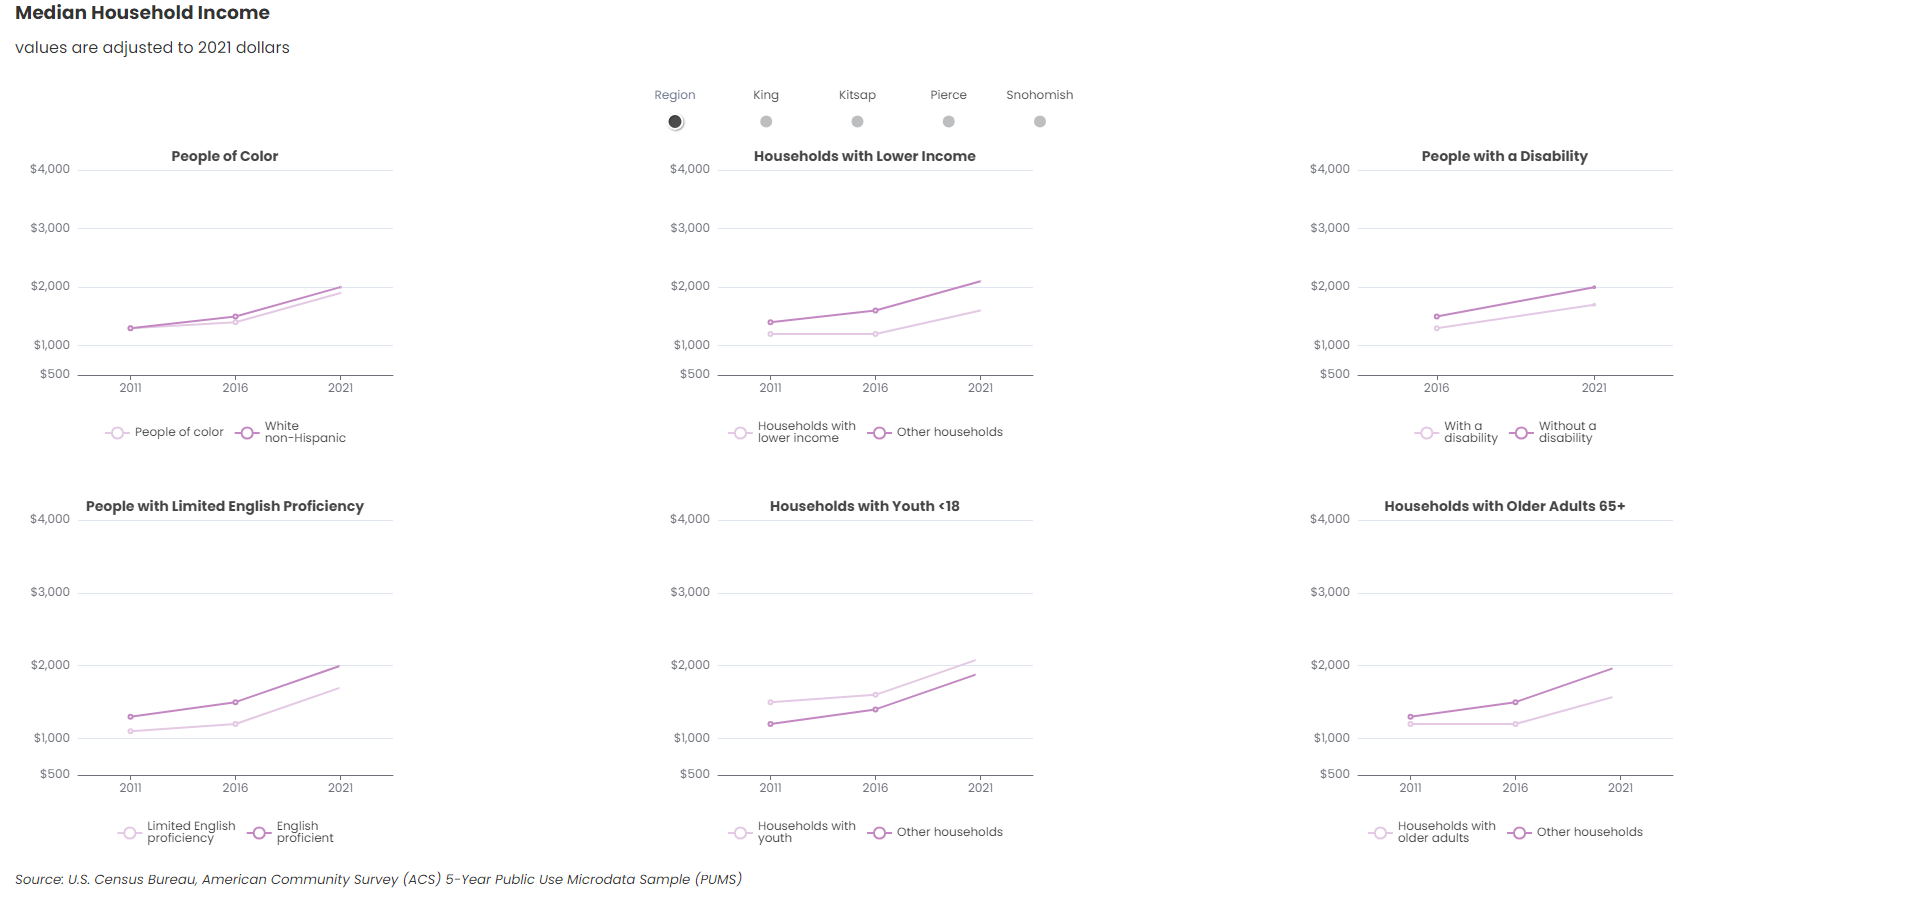 Median Household Income
values are adjusted to 2021 dollars
Region King Kitsap Pierce Snohomish
People of Color
$4,000
$3,000
$2,000
$1,000
$500
2011 2016 2021
People of color
White
non-Hispanic
Households with Lower Income
$4,000
$3,000
$2,000
$1,000
$500
2011 2016 2021
Households with
lower income
Other households
People with a Disability
$4,000
$3,000
$2,000
$1,000
$500
2016 2021
With a
disability
Without a
disability
People with Limited English Proficiency
$4,000
$3,000
$2,000
$1,000
$500
2011 2016 2021
Limited English
proficiency
English
proficient
Households with Youth <18
$4,000
$3,000
$2,000
$1,000
$500
2011 2016 2021
Households with
youth
Other households
Households with Older Adults 65+
$4,000
$3,000
$2,000
$1,000
$500
2011 2016 2021
Households with
older adults
Other households
Source: U.S. Census Bureau, American Community Survey (ACS) 5-Year Public Use Microdata Sample (PUMS)